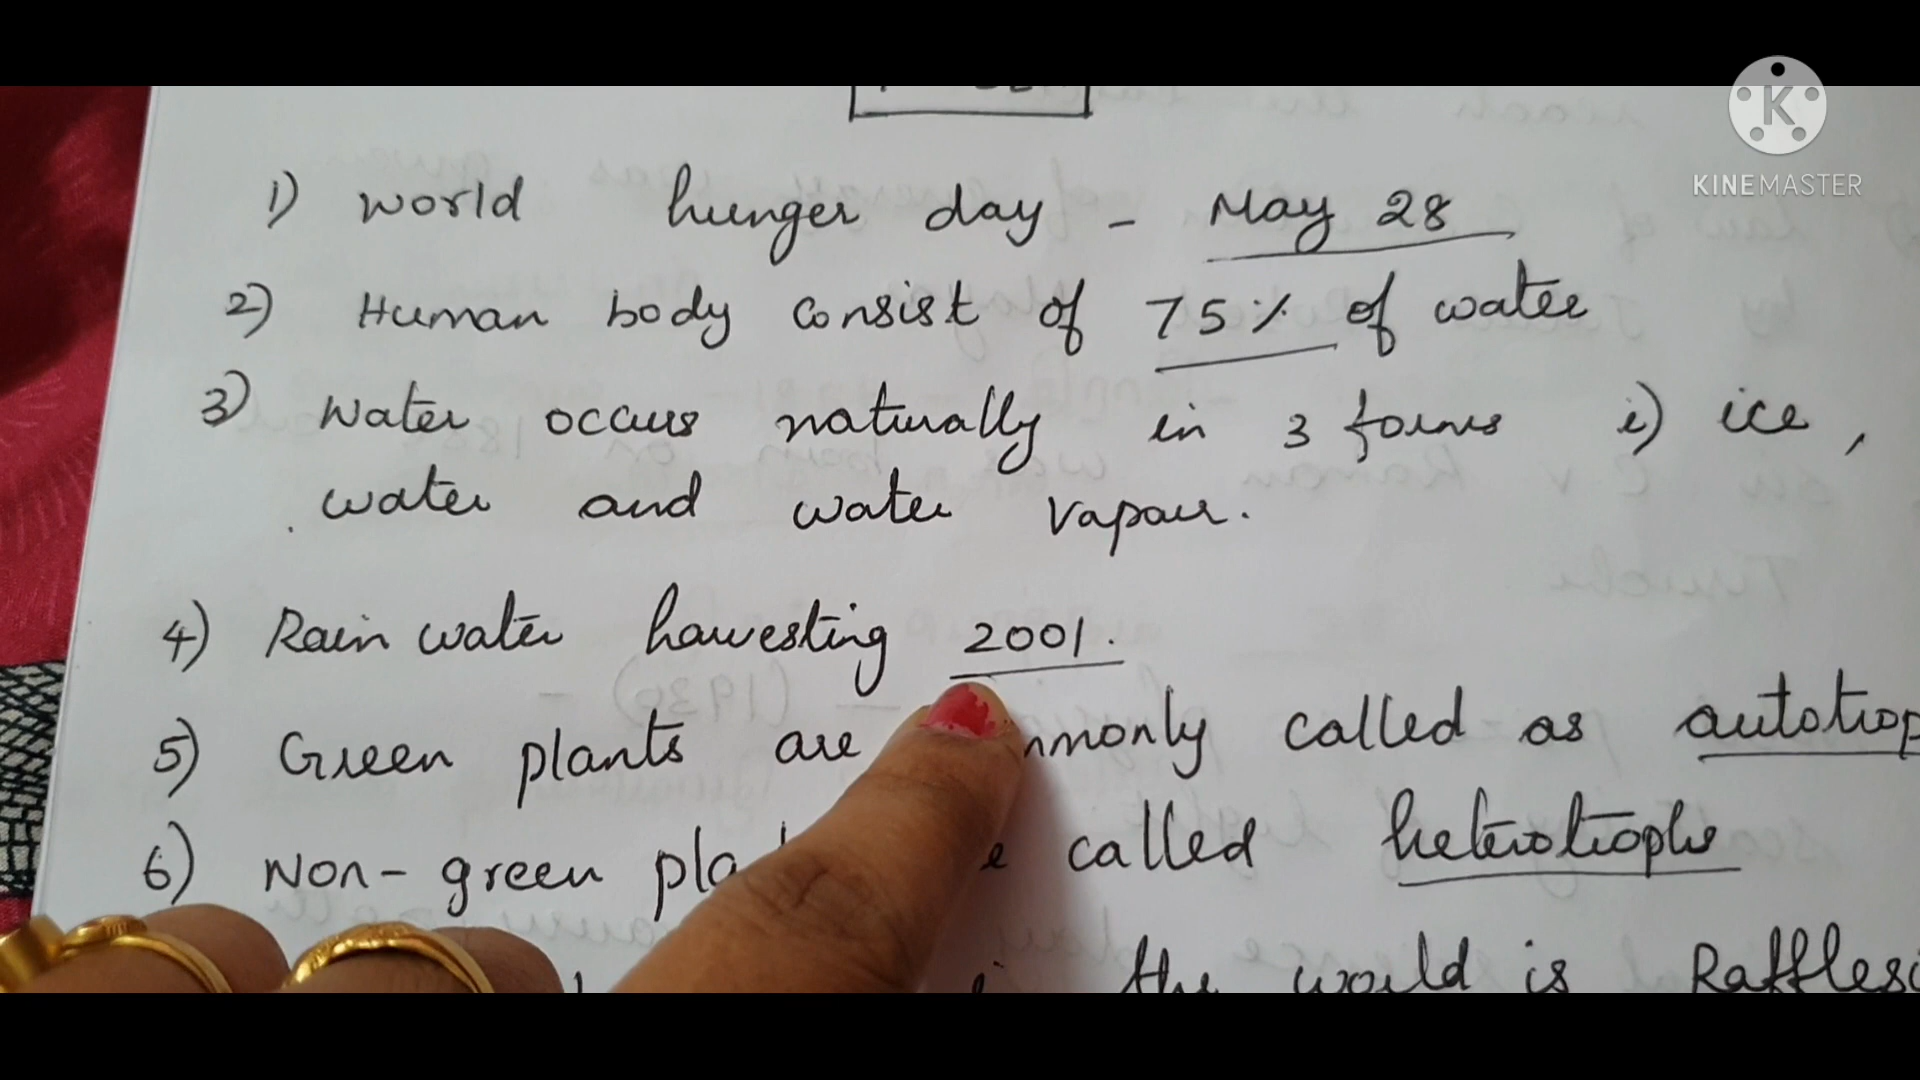 KINEMASTER
1) World hunger day - May 28
2) Human body consist of 75% of water
3) Water occurs naturally in 3 forms i) ice,
water and water vapour.
4) Rain water harvesting 2001.
5) Green plants are called as
6) Non-green called heterotrophs
the world is